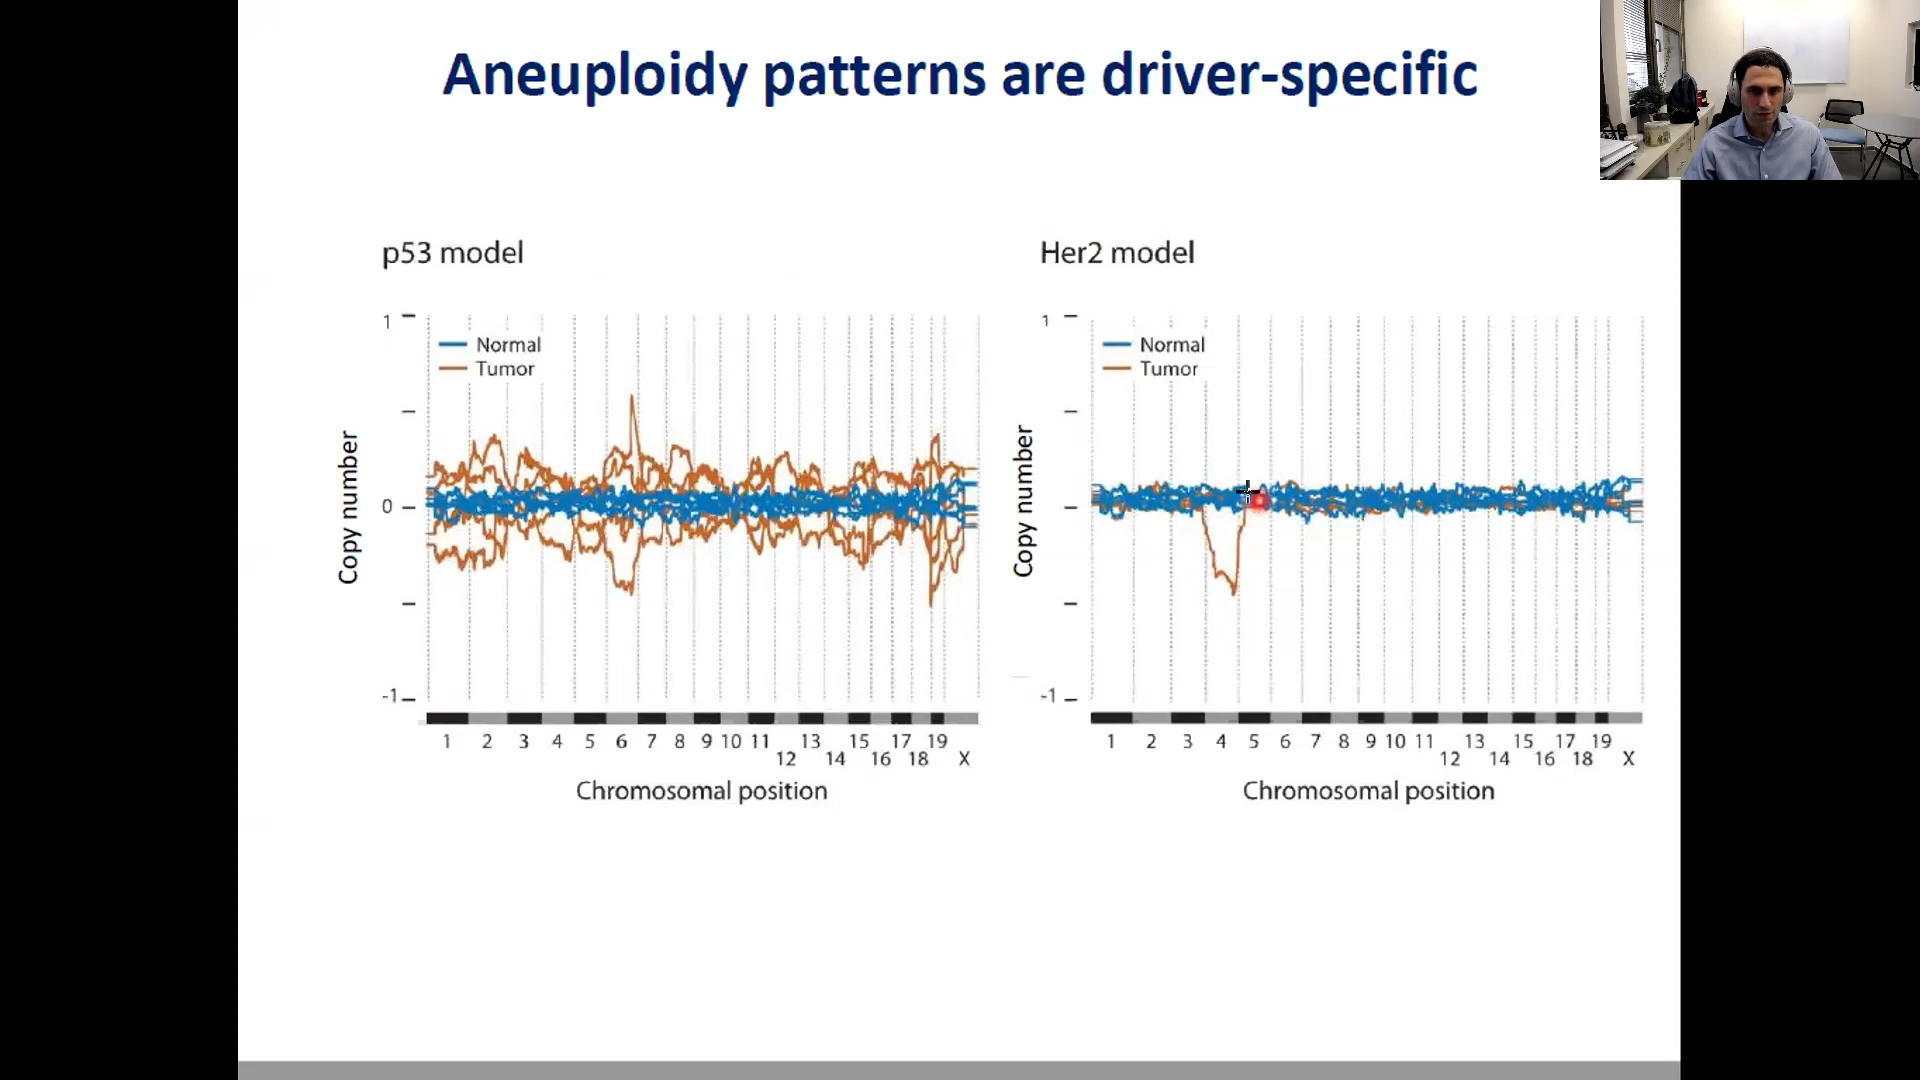 Aneuploidy patterns are driver-specific
p53 model
1
0
-1
Copy number
Normal
Tumor
1 2 3 4 5 6 7 8 9 10 11 12 13 14 15 16 17 18 19 X
Chromosomal position
Her2 model
1
-1
Copy number
Normal
Tumor
1 2 3 4 5 6 7 8 9 10 11 12 13 14 15 16 17 18 19 X
Chromosomal position